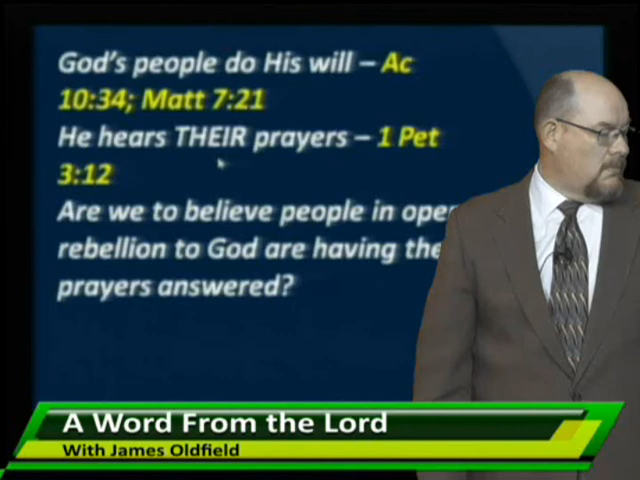 God's people do His will – Ac
10:34; Matt 7:21
He hears THEIR prayers – 1 Pet
3:12
Are we to believe people in open
rebellion to God are having the
prayers answered?
A Word From the Lord
With James Oldfield